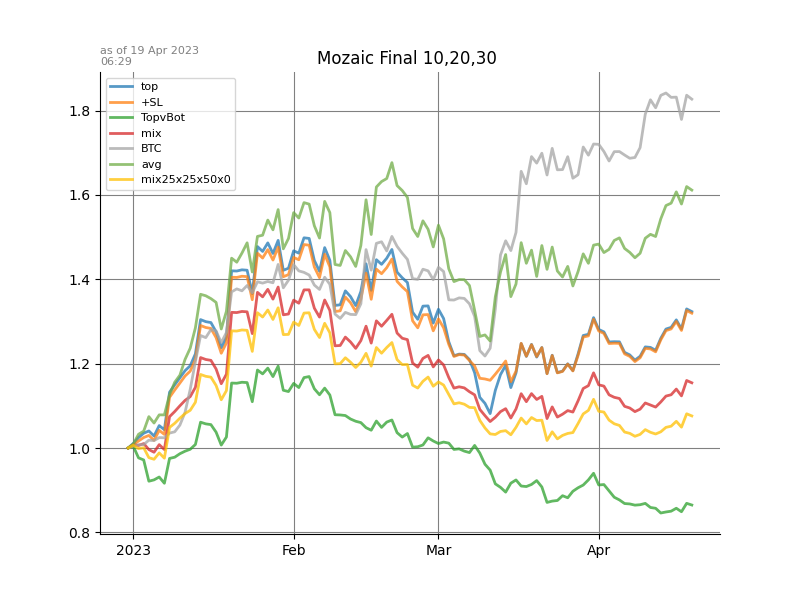 as of 19 Apr 2023
06:29
Mozaic Final 10,20,30
top
+SL
TopvBot
mix
BTC
avg
mix25x25x50x0
1.8
1.6
1.4
1.2
1.0
0.8
2023
Feb
Mar
Apr